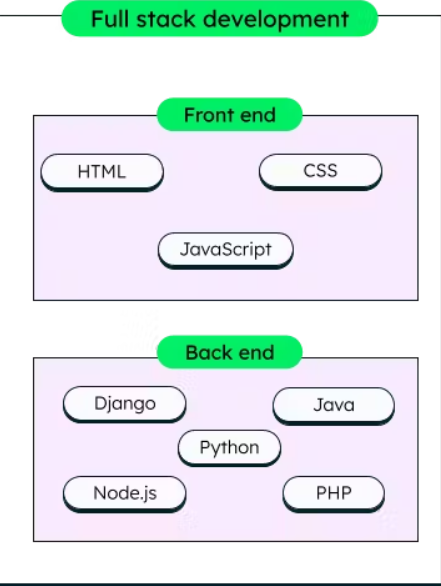 Full stack development
Front end
HTML
CSS
JavaScript
Back end
Django
Java
Python
Node.js
PHP